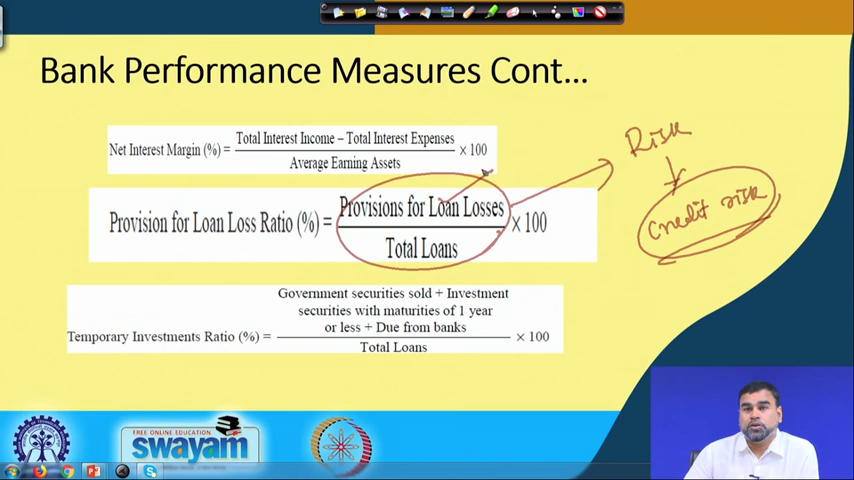 Bank Performance Measures Cont...
Net Interest Margin (%) = Total Interest Income – Total Interest Expenses
Average Earning Assets
× 100
Provision for Loan Loss Ratio (%) = Provisions for Loan Losses
Total Loans
× 100
Risk
credit risk
Government securities sold + Investment
securities with maturities of 1 year
or less + Due from banks
Temporary Investments Ratio (%) =
× 100
Total Loans
FREE ONLINE EDUCATION
swayam